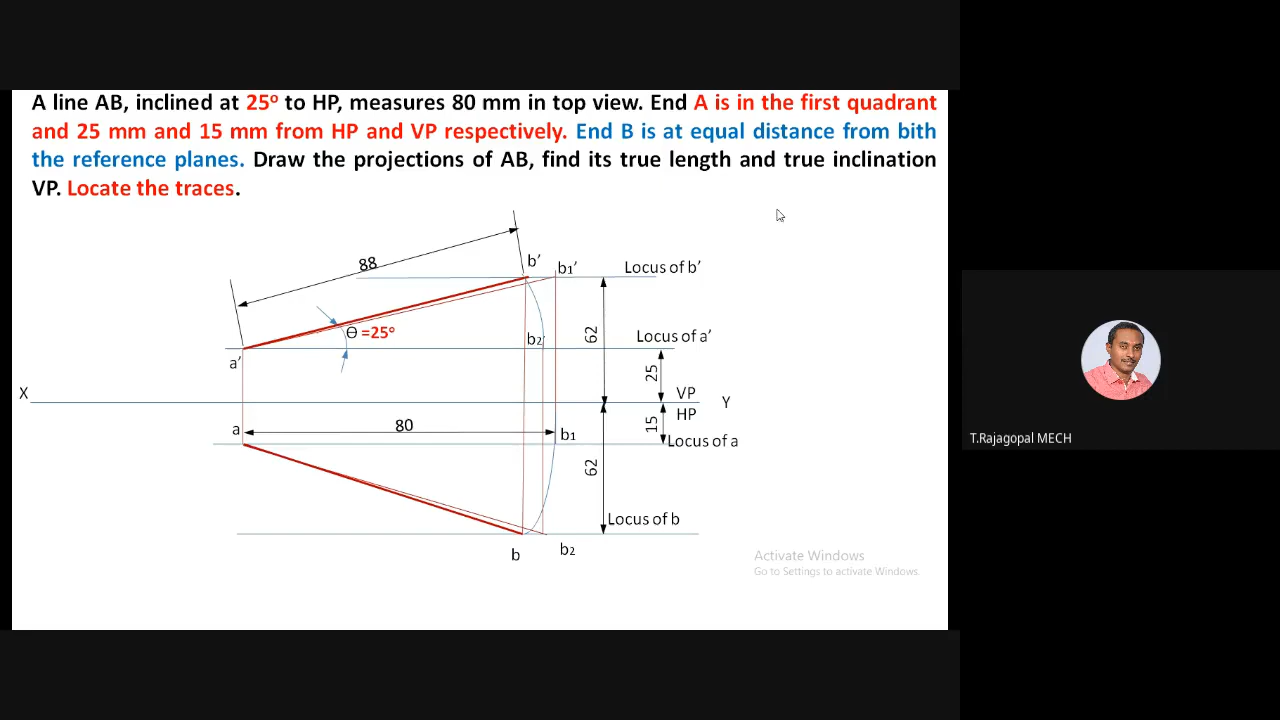 A line AB, inclined at 25º to HP, measures 80 mm in top view. End A is in the first quadrant
and 25 mm and 15 mm from HP and VP respectively. End B is at equal distance from bith
the reference planes. Draw the projections of AB, find its true length and true inclination
VP. Locate the traces.
88
b’
b1’
Locus of b’
ϴ =25º
b2’
62
Locus of a’
a’
25
X
VP
Y
HP
a
80
b1
15
Locus of a
62
Locus of b
b
b2
Activate Windows
Go to Settings to activate Windows.
T.Rajagopal MECH